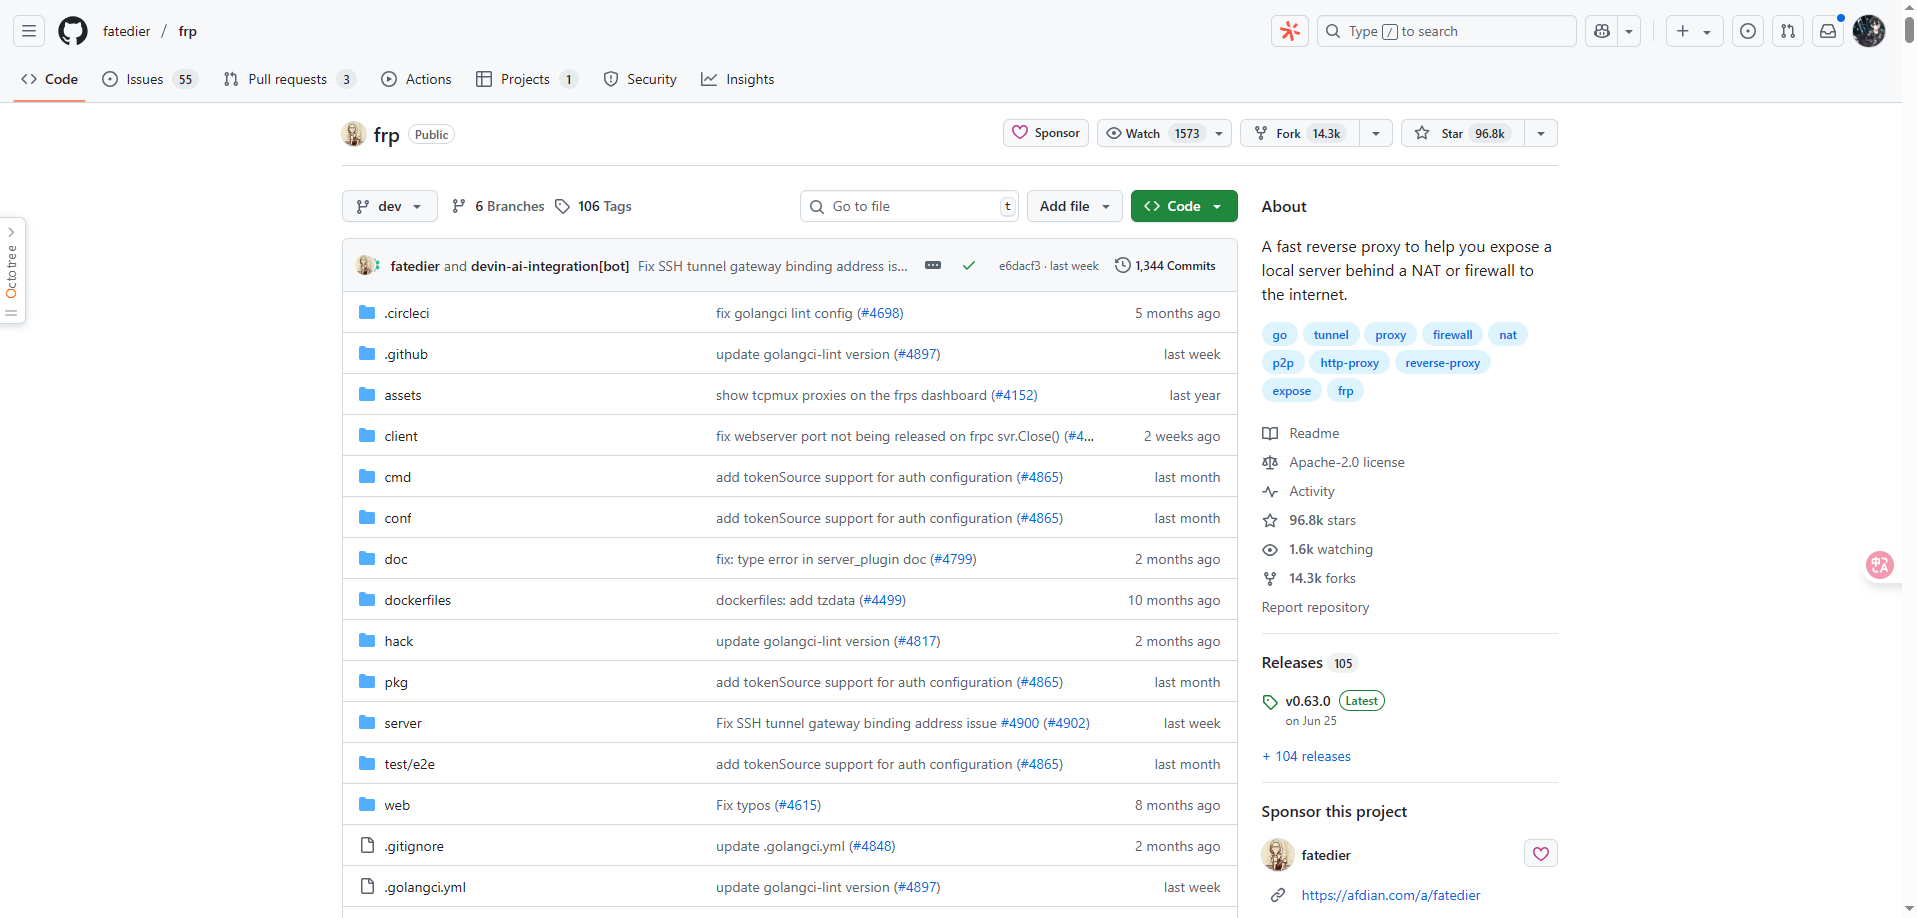 fatedier / frp
Type / to search
Code
Issues 55
Pull requests 3
Actions
Projects 1
Security
Insights
frp Public
Sponsor
Watch 1573
Fork 14.3k
Star 96.8k
dev
6 Branches
106 Tags
Go to file t
Add file
Code
fatedier and devin-ai-integration[bot] Fix SSH tunnel gateway binding address is... e6dacf3 · last week 1,344 Commits
.circleci fix golangci lint config (#4698) 5 months ago
.github update golangci-lint version (#4897) last week
assets show tcpmux proxies on the frps dashboard (#4152) last year
client fix webserver port not being released on frpc svr.Close() (#4... 2 weeks ago
cmd add tokenSource support for auth configuration (#4865) last month
conf add tokenSource support for auth configuration (#4865) last month
doc fix: type error in server_plugin doc (#4799) 2 months ago
dockerfiles dockerfiles: add tzdata (#4499) 10 months ago
hack update golangci-lint version (#4817) 2 months ago
pkg add tokenSource support for auth configuration (#4865) last month
server Fix SSH tunnel gateway binding address issue #4900 (#4902) last week
test/e2e add tokenSource support for auth configuration (#4865) last month
web Fix typos (#4615) 8 months ago
.gitignore update .golangci.yml (#4848) 2 months ago
.golangci.yml update golangci-lint version (#4897) last week
About
A fast reverse proxy to help you expose a
local server behind a NAT or firewall to
the internet.
go tunnel proxy firewall nat
p2p http-proxy reverse-proxy
expose frp
Readme
Apache-2.0 license
Activity
96.8k stars
1.6k watching
14.3k forks
Report repository
Releases 105
v0.63.0 Latest
on Jun 25
+ 104 releases
Sponsor this project
fatedier
https://afdian.com/a/fatedier
Octotree
中A